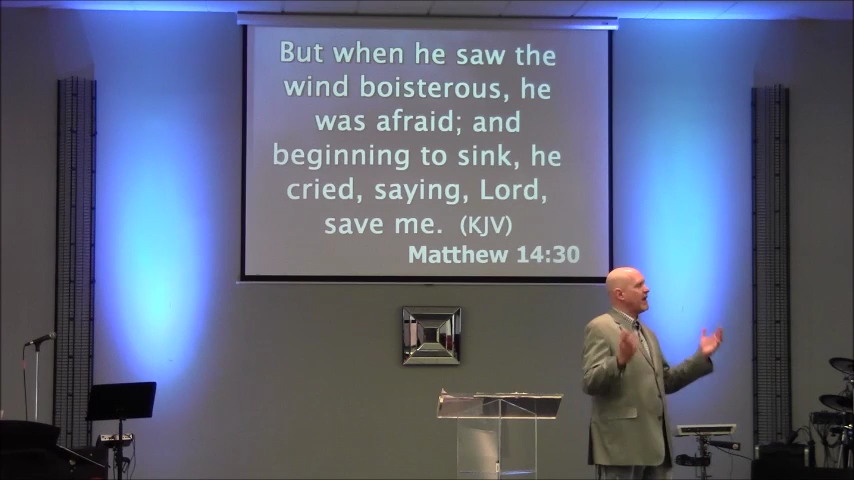 But when he saw the
wind boisterous, he
was afraid; and
beginning to sink, he
cried, saying, Lord,
save me. (KJV)
Matthew 14:30